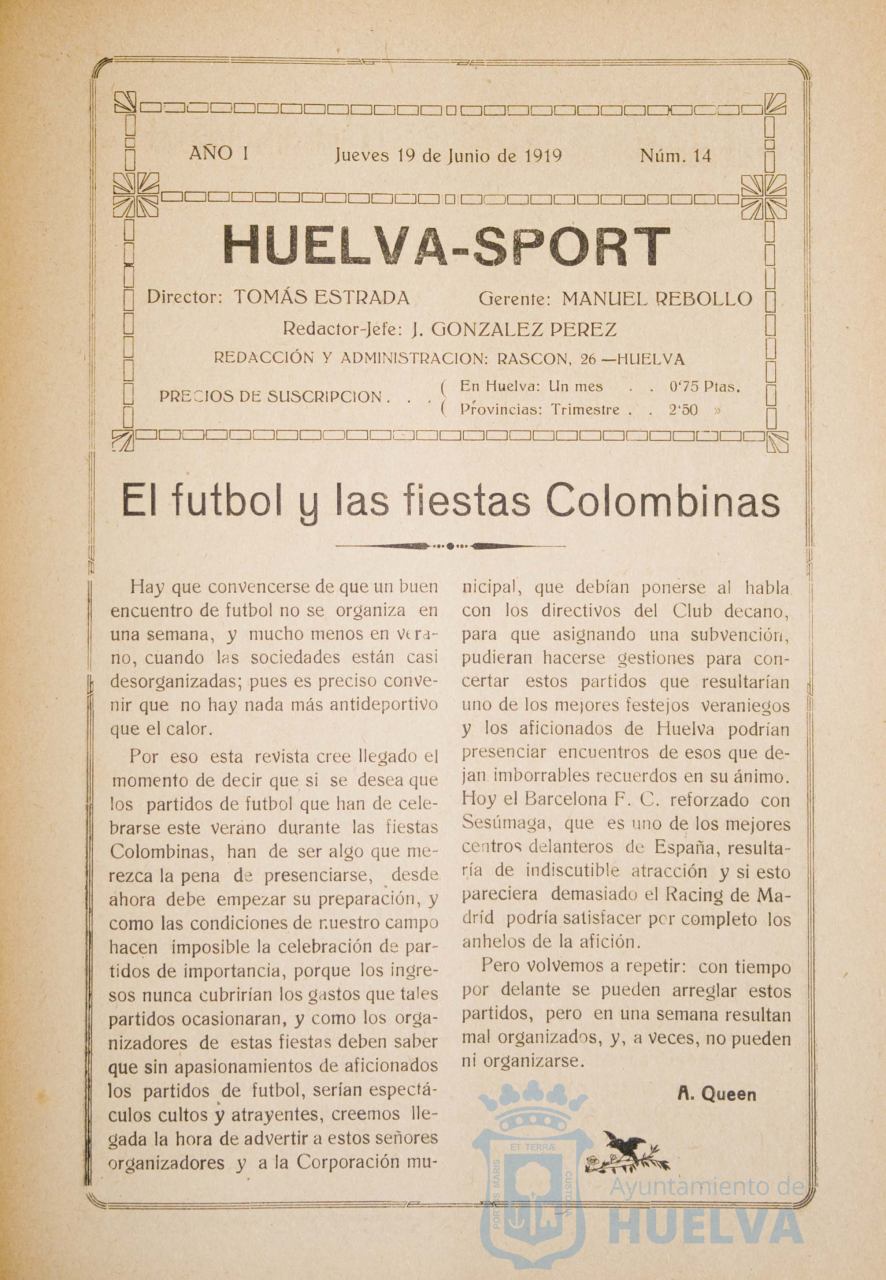 AÑO I Jueves 19 de Junio de 1919 Núm. 14
HUELVA-SPORT
Director: TOMÁS ESTRADA Gerente: MANUEL REBOLLO
Redactor-Jefe: J. GONZALEZ PEREZ
REDACCIÓN Y ADMINISTRACION: RASCON, 26 —HUELVA
PRECIOS DE SUSCRIPCION . . . ( En Huelva: Un mes . . 0'75 Ptas.
( Provincias: Trimestre . . 2'50 »
El futbol y las fiestas Colombinas
Hay que convencerse de que un buen
encuentro de futbol no se organiza en
una semana, y mucho menos en vera-
no, cuando las sociedades están casi
desorganizadas; pues es preciso conve-
nir que no hay nada más antideportivo
que el calor.
Por eso esta revista cree llegado el
momento de decir que si se desea que
los partidos de futbol que han de cele-
brarse este verano durante las fiestas
Colombinas, han de ser algo que me-
rezca la pena de presenciarse, desde
ahora debe empezar su preparación, y
como las condiciones de nuestro campo
hacen imposible la celebración de par-
tidos de importancia, porque los ingre-
sos nunca cubrirían los gastos que tales
partidos ocasionaran, y como los orga-
nizadores de estas fiestas deben saber
que sin apasionamientos de aficionados
los partidos de futbol, serían espectá-
culos cultos y atrayentes, creemos lle-
gada la hora de advertir a estos señores
organizadores y a la Corporación mu-
nicipal, que debían ponerse al habla
con los directivos del Club decano,
para que asignando una subvención,
pudieran hacerse gestiones para con-
certar estos partidos que resultarían
uno de los mejores festejos veraniegos
y los aficionados de Huelva podrían
presenciar encuentros de esos que de-
jan imborrables recuerdos en su ánimo.
Hoy el Barcelona F. C. reforzado con
Sesúmaga, que es uno de los mejores
centros delanteros de España, resulta-
ría de indiscutible atracción y si esto
pareciera demasiado el Racing de Ma-
dríd podría satisfacer por completo los
anhelos de la afición.
Pero volvemos a repetir: con tiempo
por delante se pueden arreglar estos
partidos, pero en una semana resultan
mal organizados, y, a veces, no pueden
ni organizarse.
A. Queen
ET TERRÆ
PORTUS MARIS
CUSTODIA
Ayuntamiento de
HUELVA